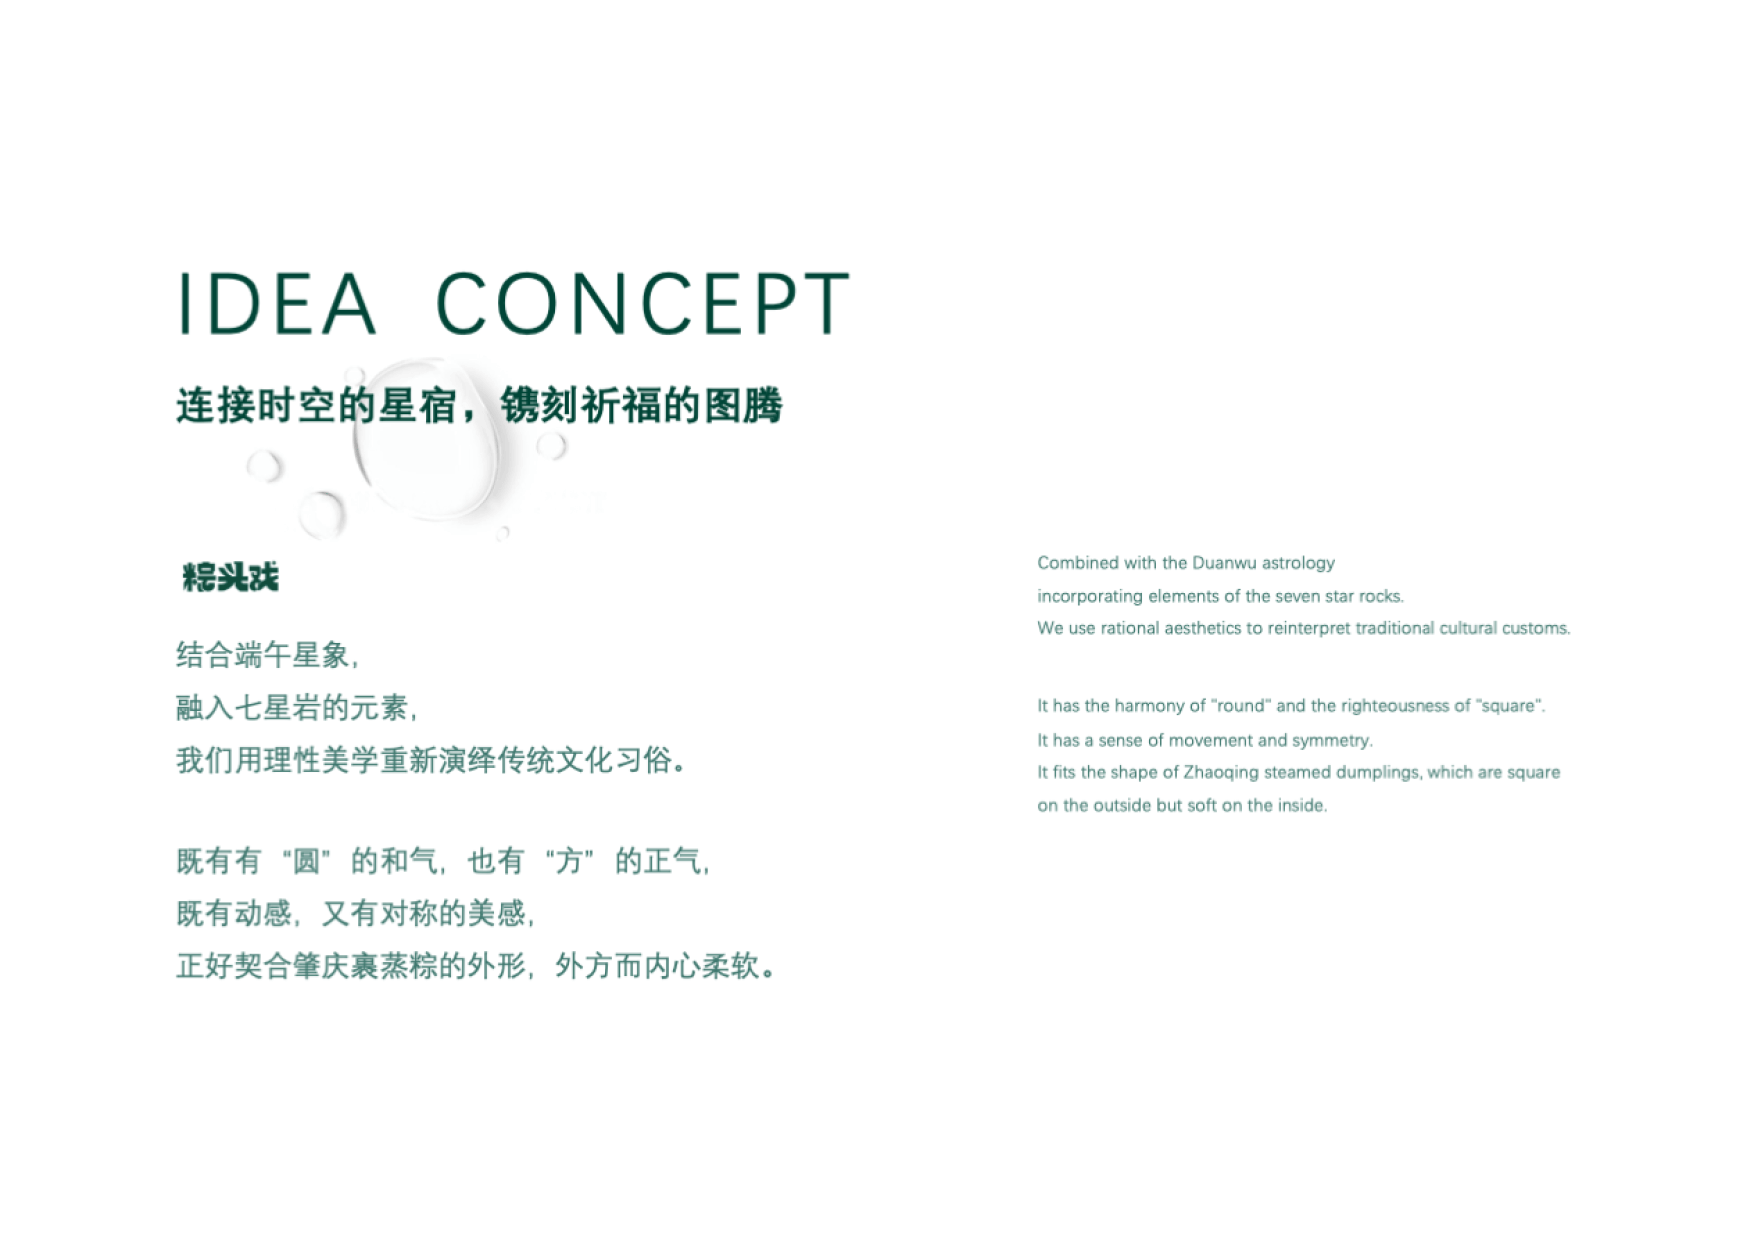 IDEA CONCEPT
连接时空的星宿，镌刻祈福的图腾
粽头戏
结合端午星象，
融入七星岩的元素，
我们用理性美学重新演绎传统文化习俗。
既有有“圆”的和气，也有“方”的正气，
既有动感，又有对称的美感，
正好契合肇庆裹蒸粽的外形，外方而内心柔软。
Combined with the Duanwu astrology
incorporating elements of the seven star rocks.
We use rational aesthetics to reinterpret traditional cultural customs.
It has the harmony of "round" and the righteousness of "square".
It has a sense of movement and symmetry.
It fits the shape of Zhaoqing steamed dumplings, which are square
on the outside but soft on the inside.